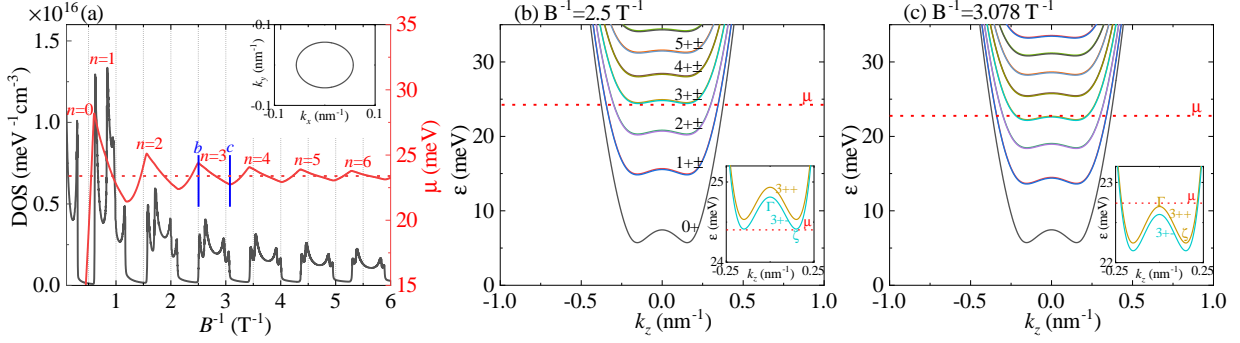 ×10¹⁶ (a)
DOS (meV⁻¹cm⁻³)
1.6
1.2
0.8
0.4
0.0
n=0
n=1
n=2
n=3
n=4
n=5
n=6
b
c
0.1
-0.1
-0.1
0.1
k_y (nm⁻¹)
k_x (nm⁻¹)
35
30
25
20
15
μ (meV)
1
2
3
4
5
6
B⁻¹ (T⁻¹)
(b) B⁻¹=2.5 T⁻¹
ε (meV)
30
20
10
0
5+±
4+±
3+±
2+±
1+±
0+
μ
25
24
ε (meV)
3++
Γ
3+-
μ
ζ
-0.25
0.25
k_z (nm⁻¹)
-1.0
-0.5
0.0
0.5
1.0
k_z (nm⁻¹)
(c) B⁻¹=3.078 T⁻¹
ε (meV)
30
20
10
0
μ
23
22
ε (meV)
μ
Γ
3++
3+-
ζ
-0.25
0.25
k_z (nm⁻¹)
-1.0
-0.5
0.0
0.5
1.0
k_z (nm⁻¹)